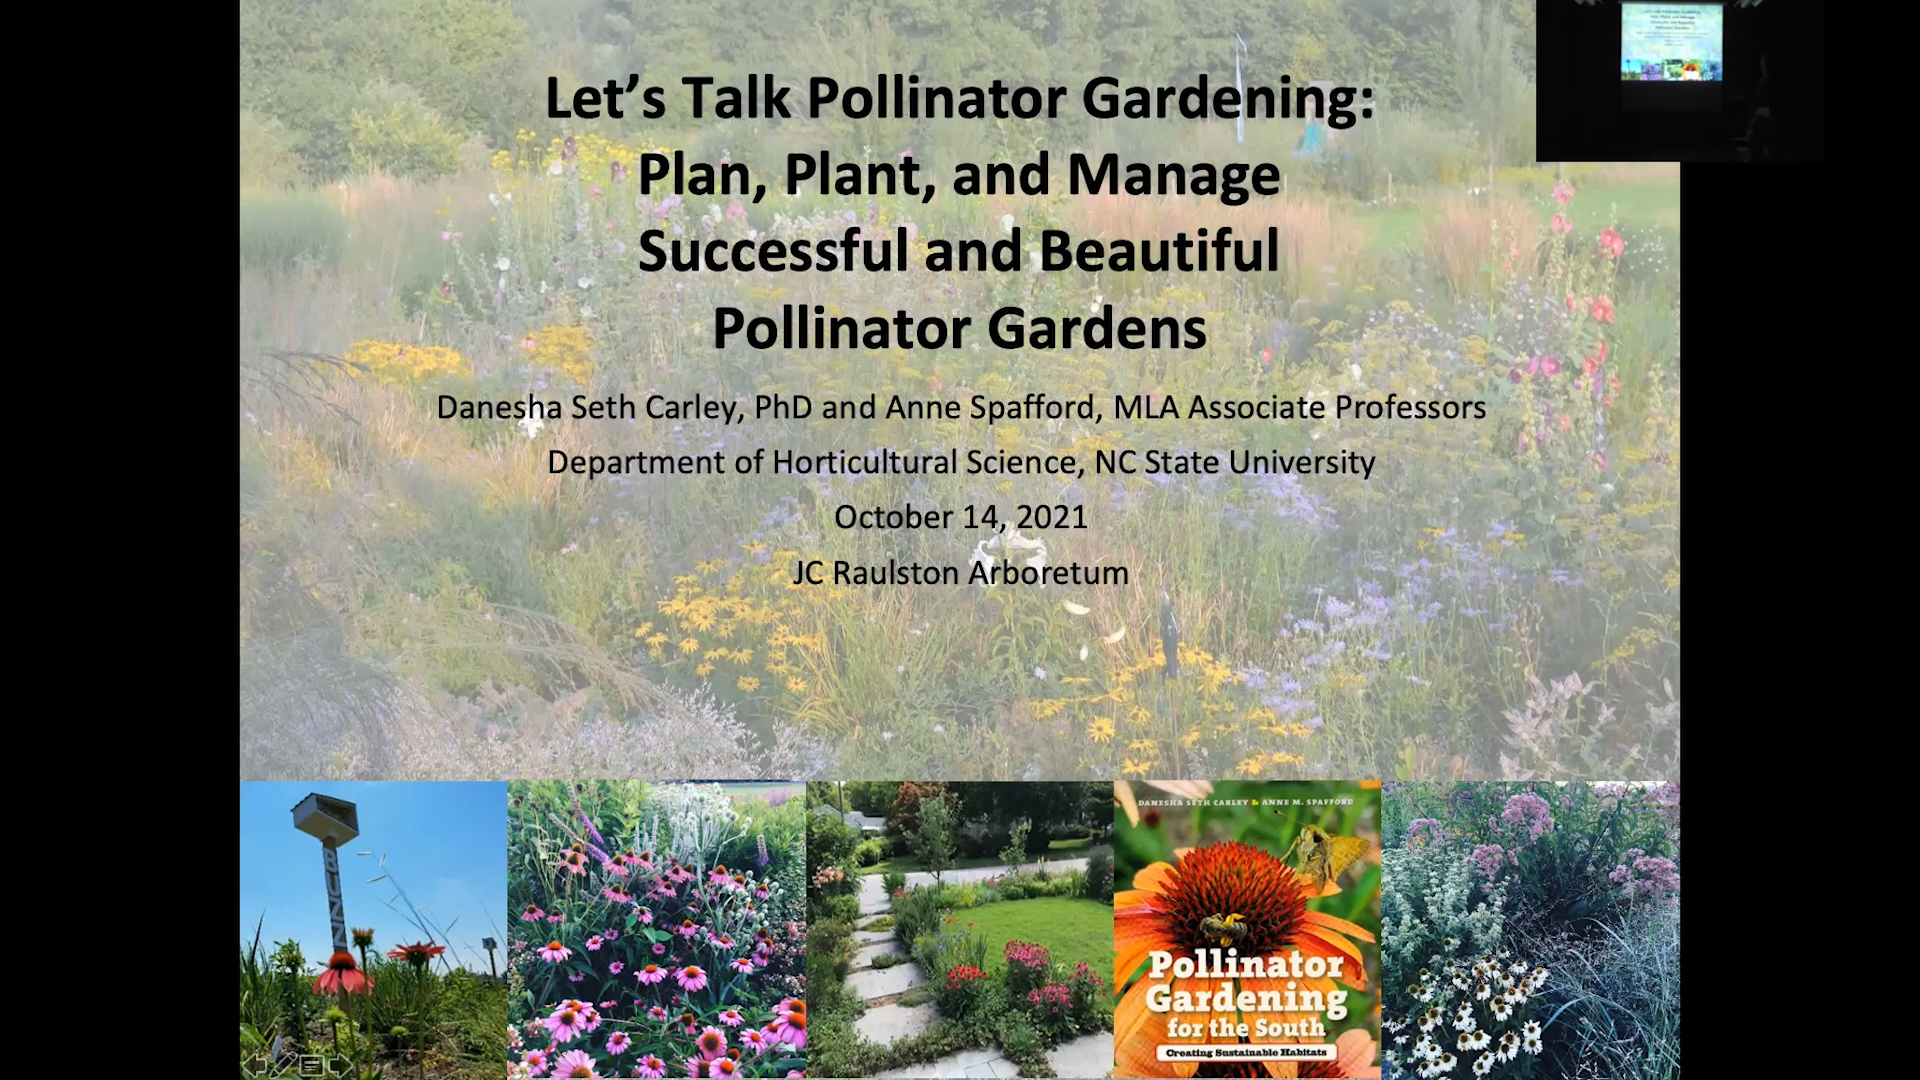 Let’s Talk Pollinator Gardening:
Plan, Plant, and Manage
Successful and Beautiful
Pollinator Gardens
Danesha Seth Carley, PhD and Anne Spafford, MLA Associate Professors
Department of Horticultural Science, NC State University
October 14, 2021
JC Raulston Arboretum
DANESHA SETH CARLEY & ANNE M. SPAFFORD
Pollinator
Gardening
for the South
Creating Sustainable Habitats